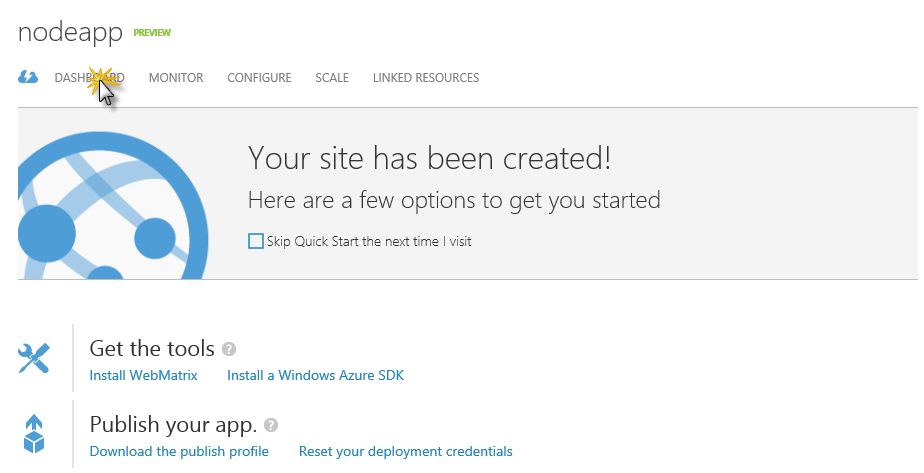 nodeapp PREVIEW
DASHBOARD MONITOR CONFIGURE SCALE LINKED RESOURCES
Your site has been created!
Here are a few options to get you started
Skip Quick Start the next time I visit
Get the tools ?
Install WebMatrix Install a Windows Azure SDK
Publish your app. ?
Download the publish profile Reset your deployment credentials